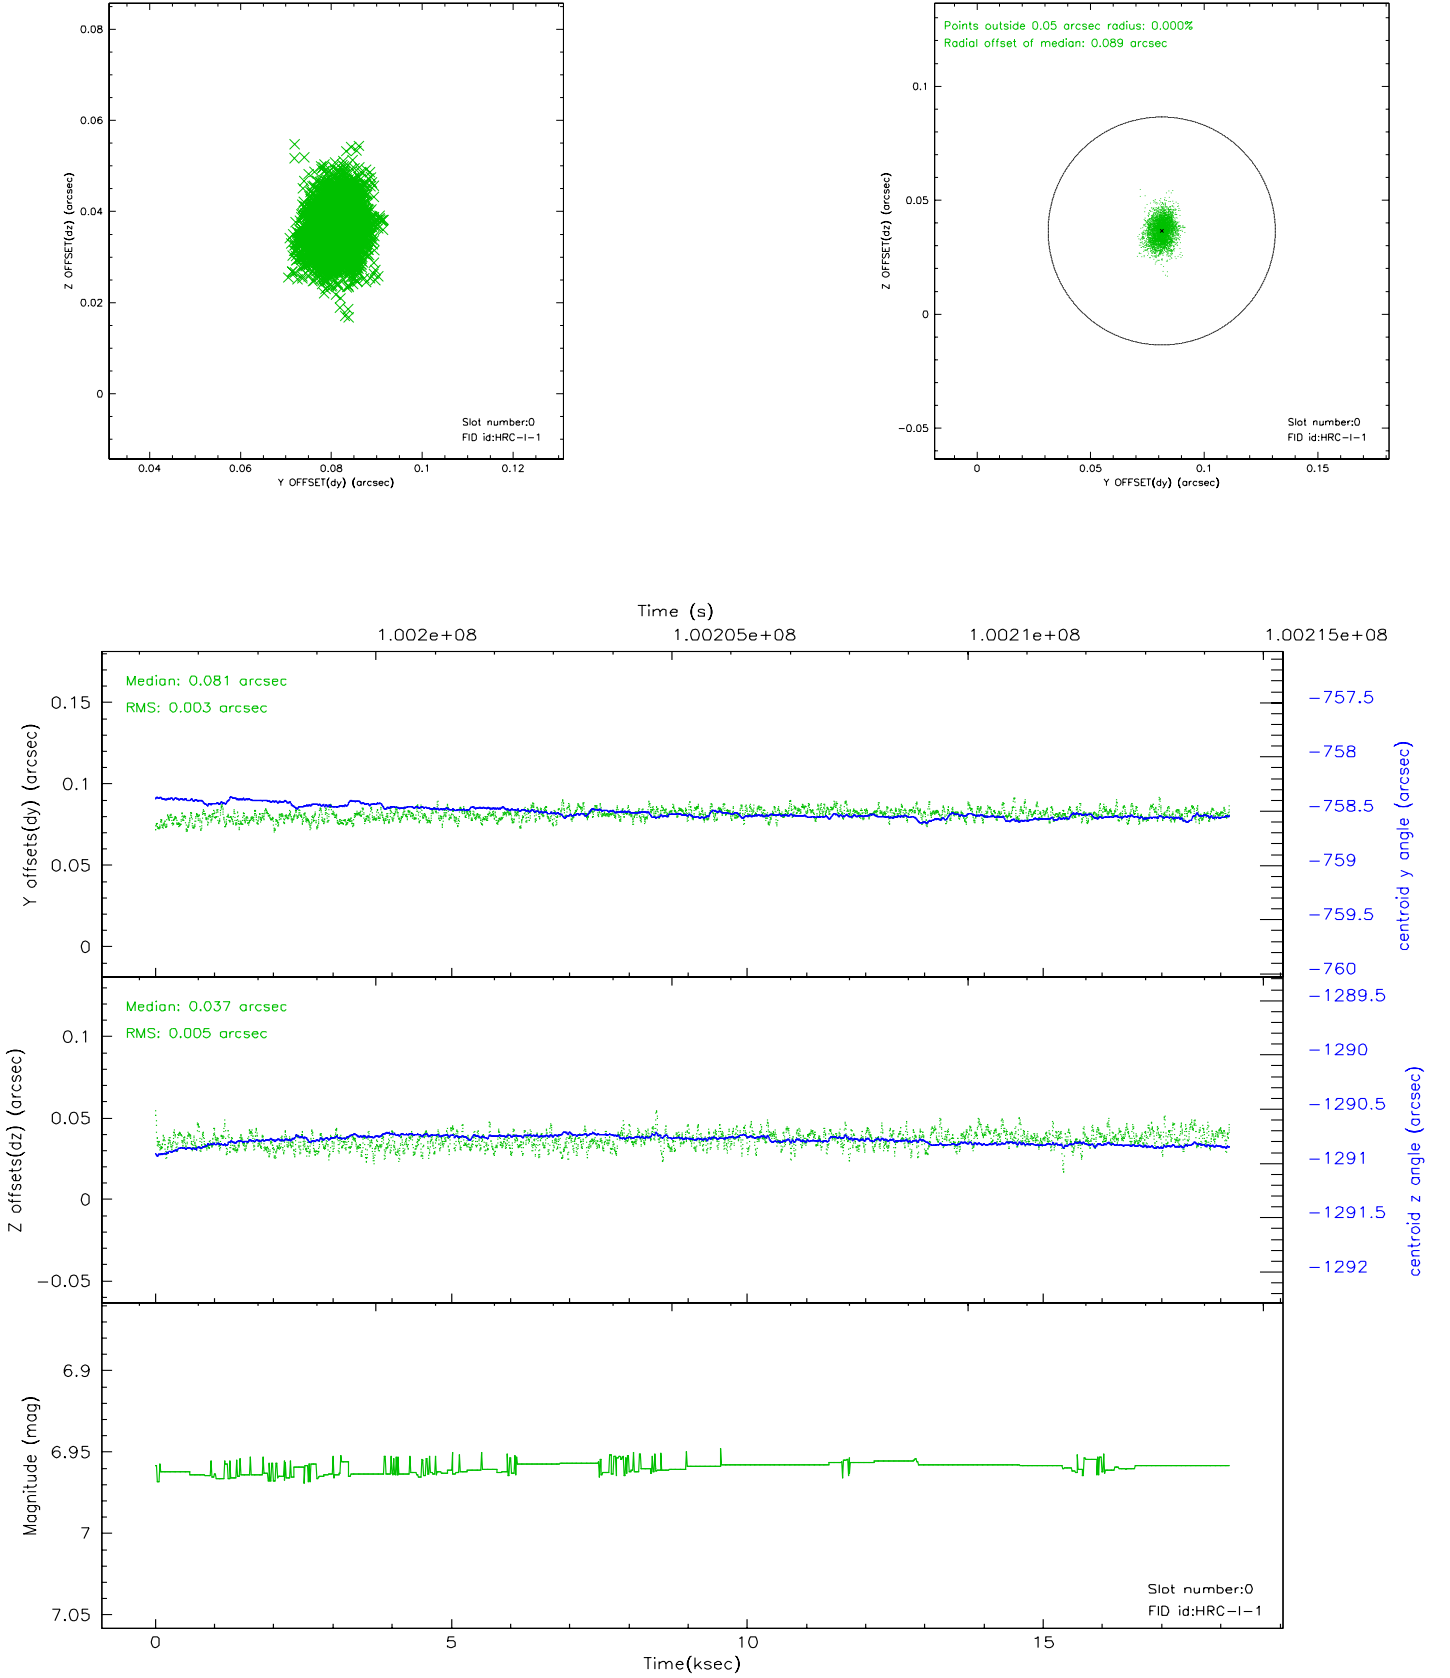 0.08
0.06
0.04
0.02
0
Z OFFSET(dz) (arcsec)
Slot number:0
FID id:HRC-I-1
0.04 0.06 0.08 0.1 0.12
Y OFFSET(dy) (arcsec)
Points outside 0.05 arcsec radius: 0.000%
Radial offset of median: 0.089 arcsec
0.1
0.05
0
-0.05
Z OFFSET(dz) (arcsec)
Slot number:0
FID id:HRC-I-1
0 0.05 0.1 0.15
Y OFFSET(dy) (arcsec)
Time (s)
1.002e+08 1.00205e+08 1.0021e+08 1.00215e+08
Median: 0.081 arcsec
RMS: 0.003 arcsec
0.15
0.1
0.05
0
Y offsets(dy) (arcsec)
-757.5
-758
-758.5
-759
-759.5
-760
centroid y angle (arcsec)
Median: 0.037 arcsec
RMS: 0.005 arcsec
0.1
0.05
0
-0.05
Z offsets(dz) (arcsec)
-1289.5
-1290
-1290.5
-1291
-1291.5
-1292
centroid z angle (arcsec)
6.9
6.95
7
7.05
Magnitude (mag)
Slot number:0
FID id:HRC-I-1
0 5 10 15
Time(ksec)